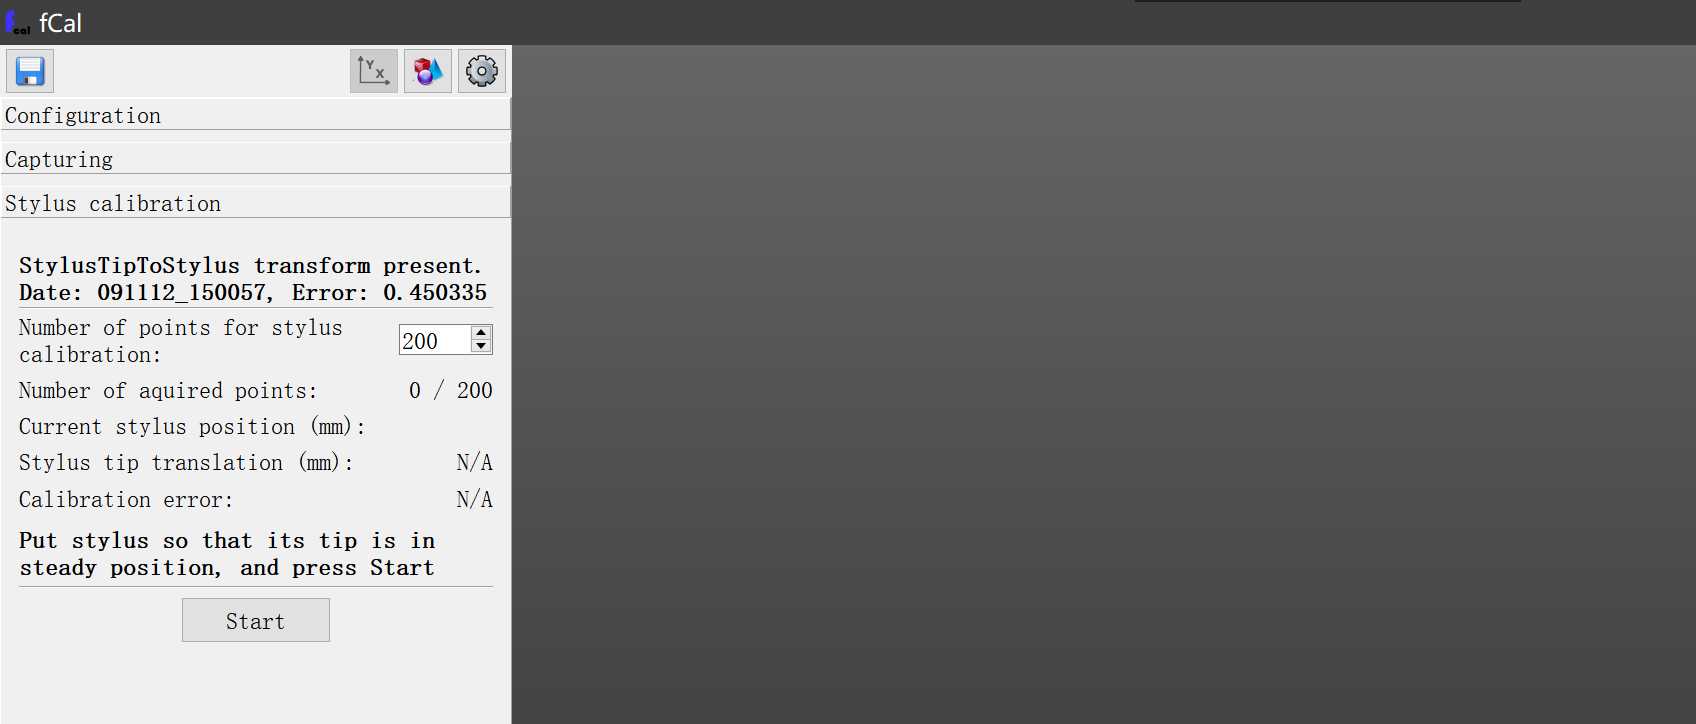 fcal fCal
Y
X
Configuration
Capturing
Stylus calibration
StylusTipToStylus transform present.
Date: 091112_150057, Error: 0.450335
Number of points for stylus
calibration:
200
Number of aquired points: 0 / 200
Current stylus position (mm):
Stylus tip translation (mm): N/A
Calibration error: N/A
Put stylus so that its tip is in
steady position, and press Start
Start